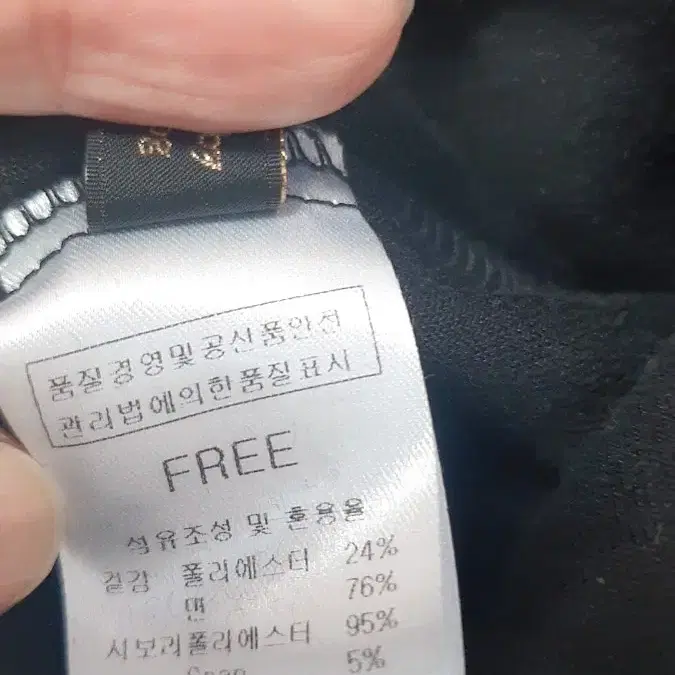 품질경영및공산품안전
관리법에의한품질표시
FREE
섬유조성 및 혼용율
겉감 폴리에스터 24%
면 76%
시보리폴리에스터 95%
5%